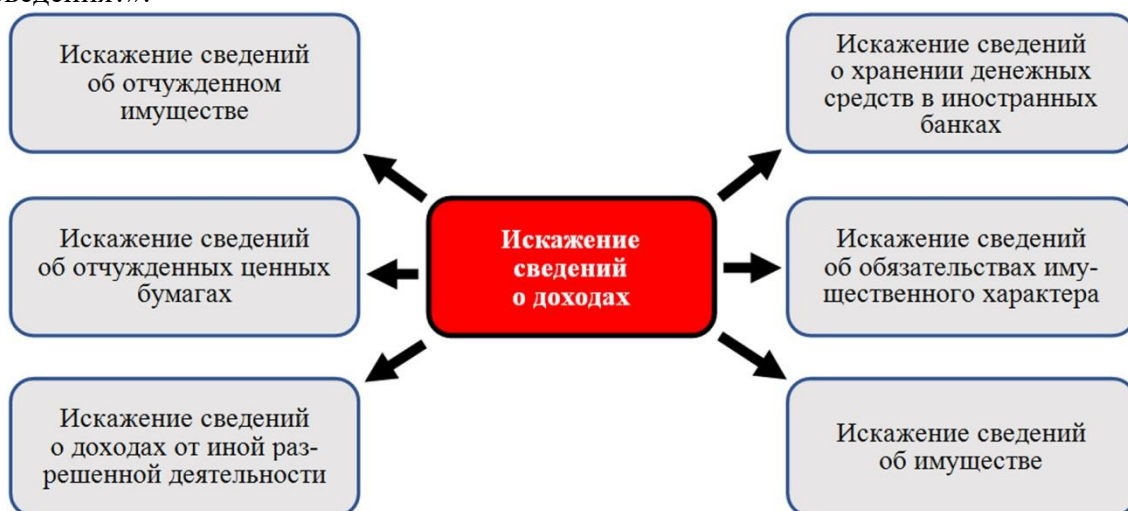 Искажение сведений
об отчужденном
имуществе
Искажение сведений
о хранении денежных
средств в иностранных
банках
Искажение сведений
об отчужденных ценных
бумагах
Искажение
сведений
о доходах
Искажение сведений
об обязательствах иму-
щественного характера
Искажение сведений
о доходах от иной раз-
решенной деятельности
Искажение сведений
об имуществе